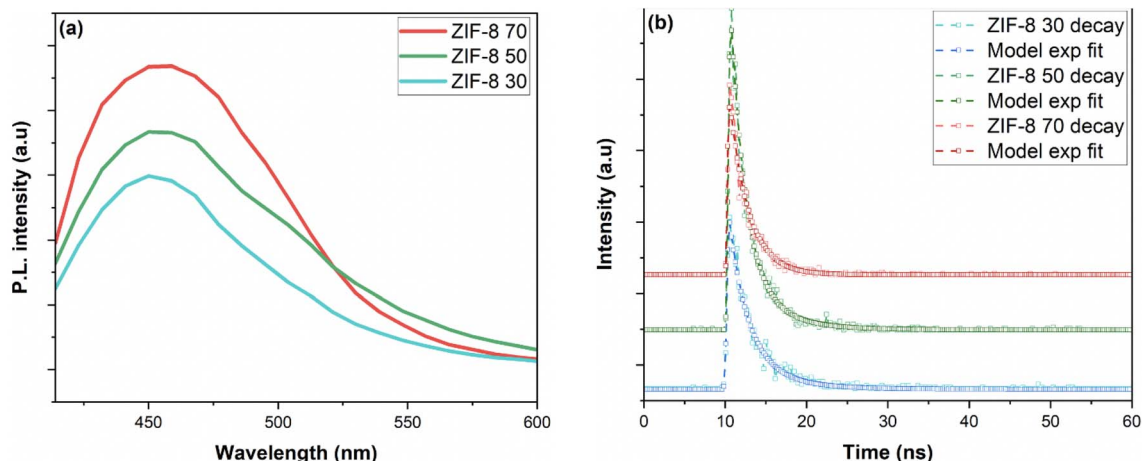 (a)
ZIF-8 70
ZIF-8 50
ZIF-8 30
P.L. intensity (a.u)
450
500
550
600
Wavelength (nm)
(b)
ZIF-8 30 decay
Model exp fit
ZIF-8 50 decay
Model exp fit
ZIF-8 70 decay
Model exp fit
Intensity (a.u)
0
10
20
30
40
50
60
Time (ns)